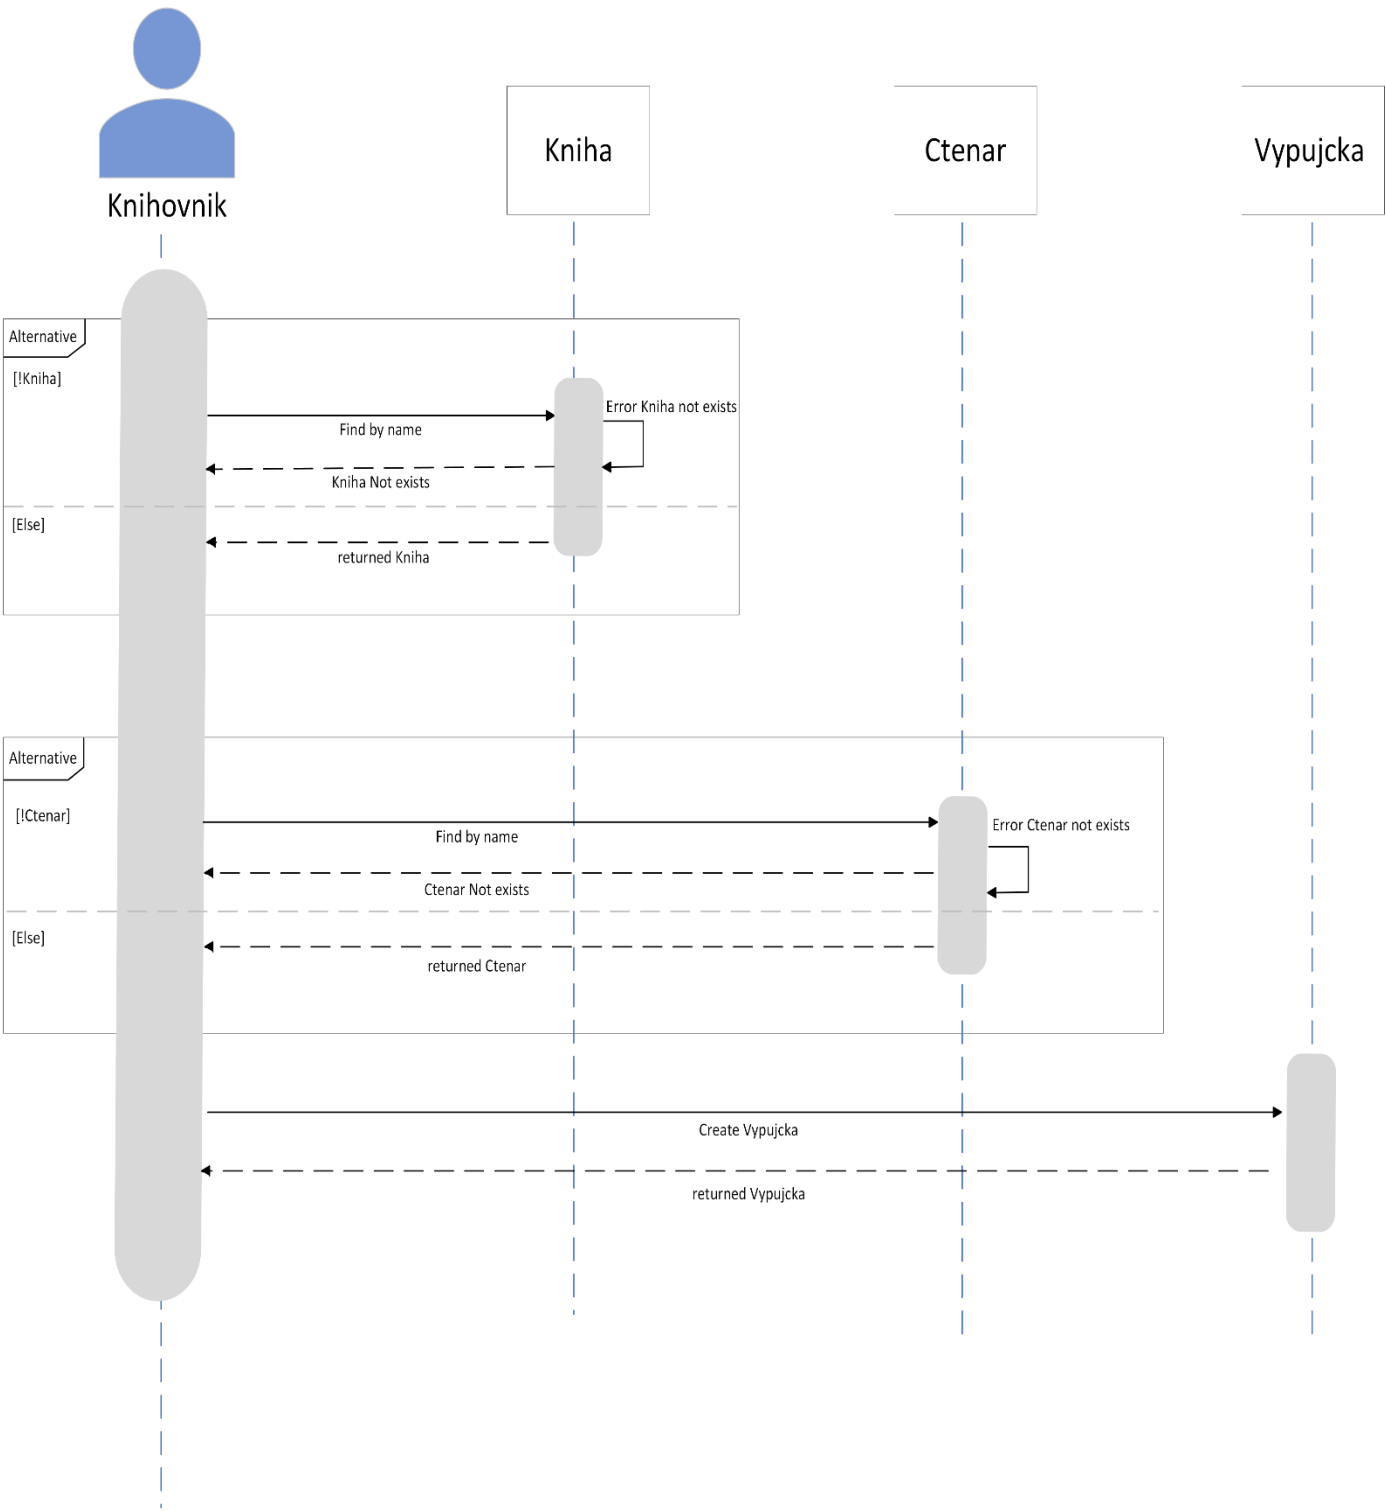 Knihovnik
Kniha
Ctenar
Vypujcka
Alternative
[!Kniha]
Error Kniha not exists
Find by name
Kniha Not exists
[Else]
returned Kniha
Alternative
[!Ctenar]
Error Ctenar not exists
Find by name
Ctenar Not exists
[Else]
returned Ctenar
Create Vypujcka
returned Vypujcka